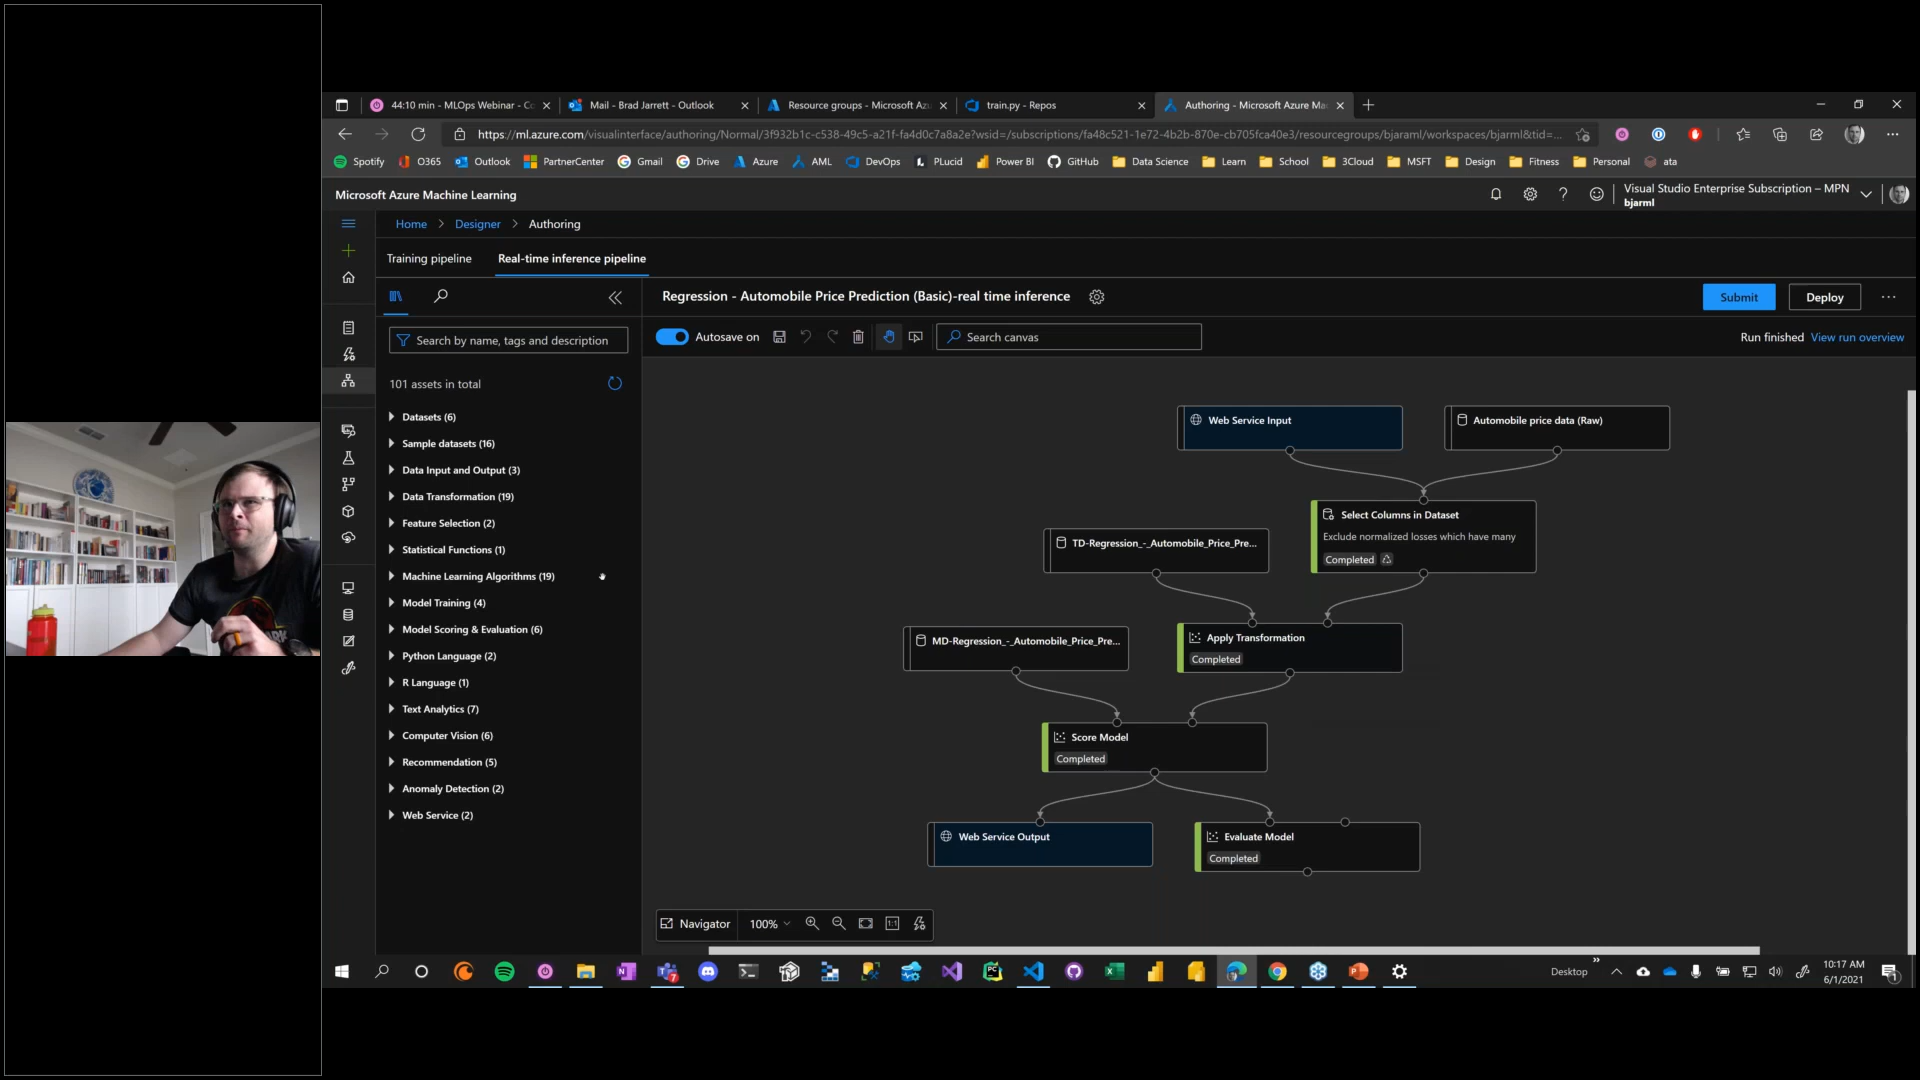 44:10 min - MLOps Webinar - Co
Mail - Brad Jarrett - Outlook
Resource groups - Microsoft Azu
train.py - Repos
Authoring - Microsoft Azure Ma
https://ml.azure.com/visualinterface/authoring/Normal/3f932b1c-c538-49c5-a21f-fa4d0c7a8a2e?wsid=/subscriptions/fa48c521-1e72-4b2b-870e-cb705fca40e3/resourcegroups/bjaraml/workspaces/bjarml&tid=...
Spotify O365 Outlook PartnerCenter Gmail Drive Azure AML DevOps PLucid Power BI GitHub Data Science Learn School 3Cloud MSFT Design Fitness Personal ata
Microsoft Azure Machine Learning
Visual Studio Enterprise Subscription – MPN
bjarml
Home > Designer > Authoring
Training pipeline
Real-time inference pipeline
Regression - Automobile Price Prediction (Basic)-real time inference
Submit
Deploy
Search by name, tags and description
Autosave on
Search canvas
Run finished View run overview
101 assets in total
Datasets (6)
Sample datasets (16)
Data Input and Output (3)
Data Transformation (19)
Feature Selection (2)
Statistical Functions (1)
Machine Learning Algorithms (19)
Model Training (4)
Model Scoring & Evaluation (6)
Python Language (2)
R Language (1)
Text Analytics (7)
Computer Vision (6)
Recommendation (5)
Anomaly Detection (2)
Web Service (2)
Web Service Input
Automobile price data (Raw)
Select Columns in Dataset
Exclude normalized losses which have many
Completed
TD-Regression_-_Automobile_Price_Pre...
Apply Transformation
Completed
MD-Regression_-_Automobile_Price_Pre...
Score Model
Completed
Web Service Output
Evaluate Model
Completed
Navigator
100%
1:1
Desktop
10:17 AM
6/1/2021